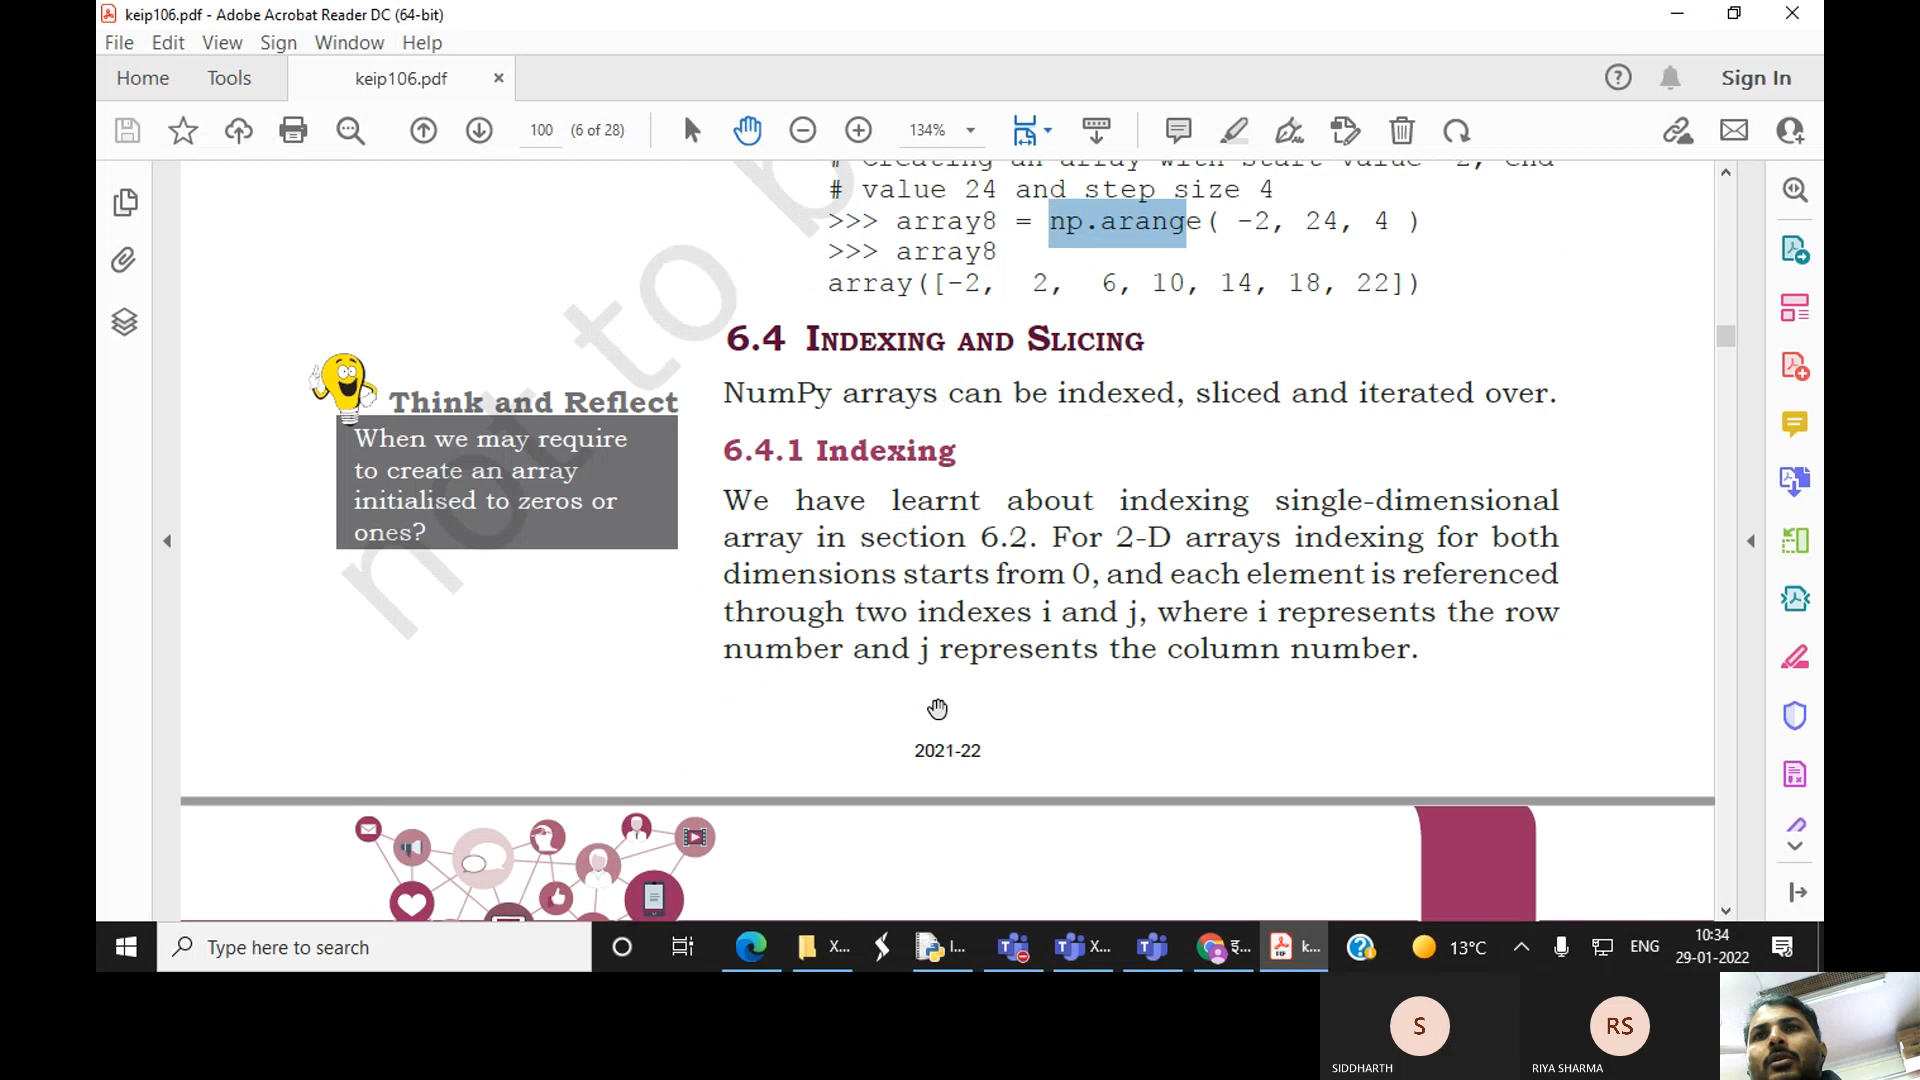 keip106.pdf - Adobe Acrobat Reader DC (64-bit)
File Edit View Sign Window Help
Home Tools keip106.pdf Sign In
100 (6 of 28) 134%
# Creating an array with start value -2, end
# value 24 and step size 4
>>> array8 = np.arange( -2, 24, 4 )
>>> array8
array([-2, 2, 6, 10, 14, 18, 22])
6.4 INDEXING AND SLICING
NumPy arrays can be indexed, sliced and iterated over.
Think and Reflect
When we may require
to create an array
initialised to zeros or
ones?
6.4.1 Indexing
We have learnt about indexing single-dimensional
array in section 6.2. For 2-D arrays indexing for both
dimensions starts from 0, and each element is referenced
through two indexes i and j, where i represents the row
number and j represents the column number.
2021-22
not to b
Type here to search
X...
I...
X...
इ...
k...
13°C
ENG
10:34
29-01-2022
S
SIDDHARTH
RS
RIYA SHARMA